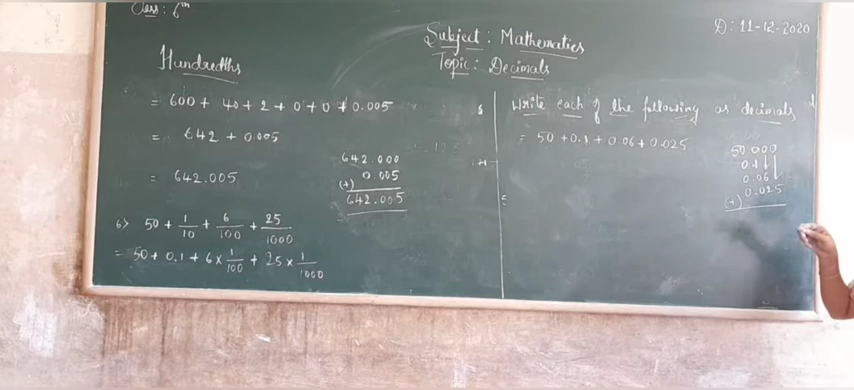 Class: 6th
D: 11-12-2020
Subject: Mathematics
Topic: Decimals
Hundredths
= 600 + 40 + 2 + 0 + 0 + 0.005
= 642 + 0.005
= 642.005
642.000
0.005
(+)
642.005
6> 50 + 1/10 + 6/100 + 25/1000
= 50 + 0.1 + 6 × 1/100 + 25 × 1/1000
Write each of the following as decimals
= 50 + 0.1 + 0.06 + 0.025
50.000
0.1
0.06
0.025
(+)